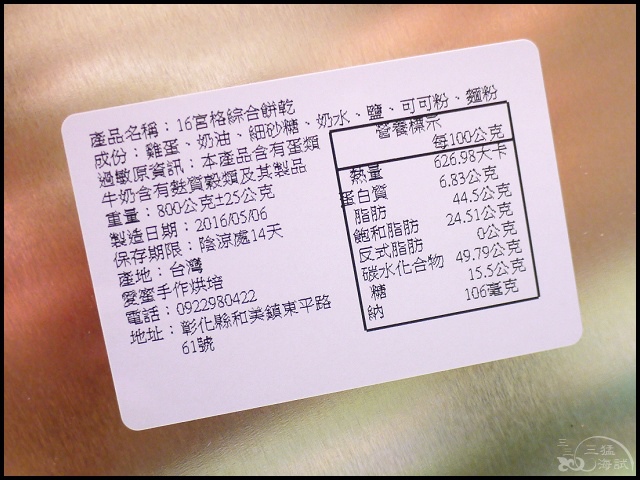 產品名稱：16宮格綜合餅乾
成份：雞蛋、奶油、細砂糖、奶水、鹽、可可粉、麵粉
過敏原資訊：本產品含有蛋類
牛奶含有麩質穀類及其製品
重量：800公克±25公克
製造日期：2016/05/06
保存期限：陰涼處14天
產地：台灣
愛蜜手作烘培
電話：0922980422
地址：彰化縣和美鎮東平路
61號
營養標示
每100公克
熱量 626.98大卡
蛋白質 6.83公克
脂肪 44.5公克
飽和脂肪 24.51公克
反式脂肪 0公克
碳水化合物 49.79公克
糖 15.5公克
納 106毫克
三三
三猛
海試